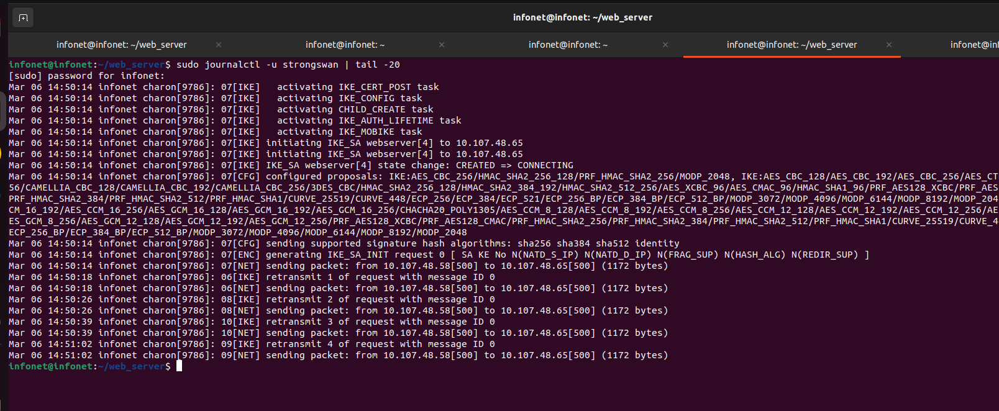 infonet@infonet: ~/web_server
infonet@infonet: ~/web_server × infonet@infonet: ~ × infonet@infonet: ~ × infonet@infonet: ~/web_server × infonet@inf
infonet@infonet:~/web_server$ sudo journalctl -u strongswan | tail -20
[sudo] password for infonet:
Mar 06 14:50:14 infonet charon[9786]: 07[IKE]   activating IKE_CERT_POST task
Mar 06 14:50:14 infonet charon[9786]: 07[IKE]   activating IKE_CONFIG task
Mar 06 14:50:14 infonet charon[9786]: 07[IKE]   activating CHILD_CREATE task
Mar 06 14:50:14 infonet charon[9786]: 07[IKE]   activating IKE_AUTH_LIFETIME task
Mar 06 14:50:14 infonet charon[9786]: 07[IKE]   activating IKE_MOBIKE task
Mar 06 14:50:14 infonet charon[9786]: 07[IKE] initiating IKE_SA webserver[4] to 10.107.48.65
Mar 06 14:50:14 infonet charon[9786]: 07[IKE] initiating IKE_SA webserver[4] to 10.107.48.65
Mar 06 14:50:14 infonet charon[9786]: 07[IKE] IKE_SA webserver[4] state change: CREATED => CONNECTING
Mar 06 14:50:14 infonet charon[9786]: 07[CFG] configured proposals: IKE:AES_CBC_256/HMAC_SHA2_256_128/PRF_HMAC_SHA2_256/MODP_2048, IKE:AES_CBC_128/AES_CBC_192/AES_CBC_256/AES_CT
56/CAMELLIA_CBC_128/CAMELLIA_CBC_192/CAMELLIA_CBC_256/3DES_CBC/HMAC_SHA2_256_128/HMAC_SHA2_384_192/HMAC_SHA2_512_256/AES_XCBC_96/AES_CMAC_96/HMAC_SHA1_96/PRF_AES128_XCBC/PRF_AES
PRF_HMAC_SHA2_384/PRF_HMAC_SHA2_512/PRF_HMAC_SHA1/CURVE_25519/CURVE_448/ECP_256/ECP_384/ECP_521/ECP_256_BP/ECP_384_BP/ECP_512_BP/MODP_3072/MODP_4096/MODP_6144/MODP_8192/MODP_204
CM_16_192/AES_CCM_16_256/AES_GCM_16_128/AES_GCM_16_192/AES_GCM_16_256/CHACHA20_POLY1305/AES_CCM_8_128/AES_CCM_8_192/AES_CCM_8_256/AES_CCM_12_128/AES_CCM_12_192/AES_CCM_12_256/AE
ES_GCM_8_256/AES_GCM_12_128/AES_GCM_12_192/AES_GCM_12_256/PRF_AES128_XCBC/PRF_AES128_CMAC/PRF_HMAC_SHA2_256/PRF_HMAC_SHA2_384/PRF_HMAC_SHA2_512/PRF_HMAC_SHA1/CURVE_25519/CURVE_4
ECP_256_BP/ECP_384_BP/ECP_512_BP/MODP_3072/MODP_4096/MODP_6144/MODP_8192/MODP_2048
Mar 06 14:50:14 infonet charon[9786]: 07[CFG] sending supported signature hash algorithms: sha256 sha384 sha512 identity
Mar 06 14:50:14 infonet charon[9786]: 07[ENC] generating IKE_SA_INIT request 0 [ SA KE No N(NATD_S_IP) N(NATD_D_IP) N(FRAG_SUP) N(HASH_ALG) N(REDIR_SUP) ]
Mar 06 14:50:14 infonet charon[9786]: 07[NET] sending packet: from 10.107.48.58[500] to 10.107.48.65[500] (1172 bytes)
Mar 06 14:50:18 infonet charon[9786]: 06[IKE] retransmit 1 of request with message ID 0
Mar 06 14:50:18 infonet charon[9786]: 06[NET] sending packet: from 10.107.48.58[500] to 10.107.48.65[500] (1172 bytes)
Mar 06 14:50:26 infonet charon[9786]: 08[IKE] retransmit 2 of request with message ID 0
Mar 06 14:50:26 infonet charon[9786]: 08[NET] sending packet: from 10.107.48.58[500] to 10.107.48.65[500] (1172 bytes)
Mar 06 14:50:39 infonet charon[9786]: 10[IKE] retransmit 3 of request with message ID 0
Mar 06 14:50:39 infonet charon[9786]: 10[NET] sending packet: from 10.107.48.58[500] to 10.107.48.65[500] (1172 bytes)
Mar 06 14:51:02 infonet charon[9786]: 09[IKE] retransmit 4 of request with message ID 0
Mar 06 14:51:02 infonet charon[9786]: 09[NET] sending packet: from 10.107.48.58[500] to 10.107.48.65[500] (1172 bytes)
infonet@infonet:~/web_server$